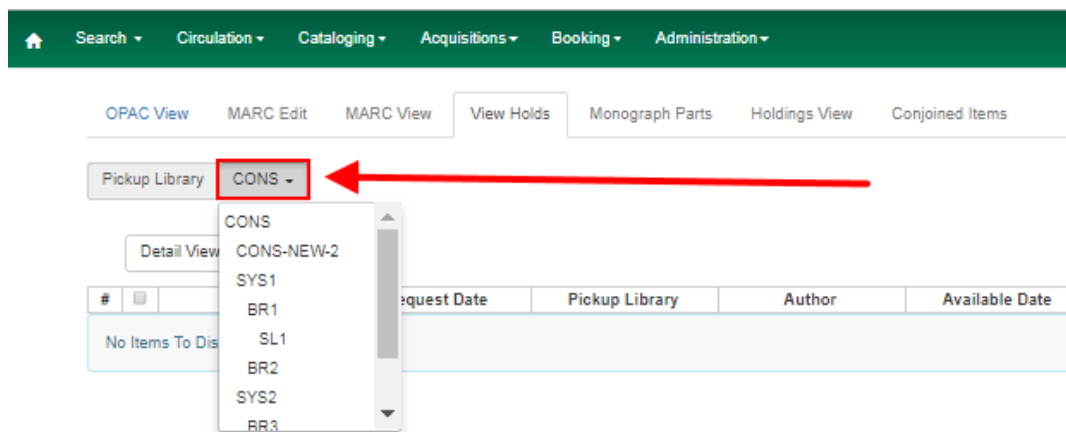 Search Circulation Cataloging Acquisitions Booking Administration
OPAC View MARC Edit MARC View View Holds Monograph Parts Holdings View Conjoined Items
Pickup Library CONS
CONS
Detail View CONS-NEW-2
SYS1
# equest Date Pickup Library Author Available Date
BR1
No Items To Dis SL1
BR2
SYS2
BR3